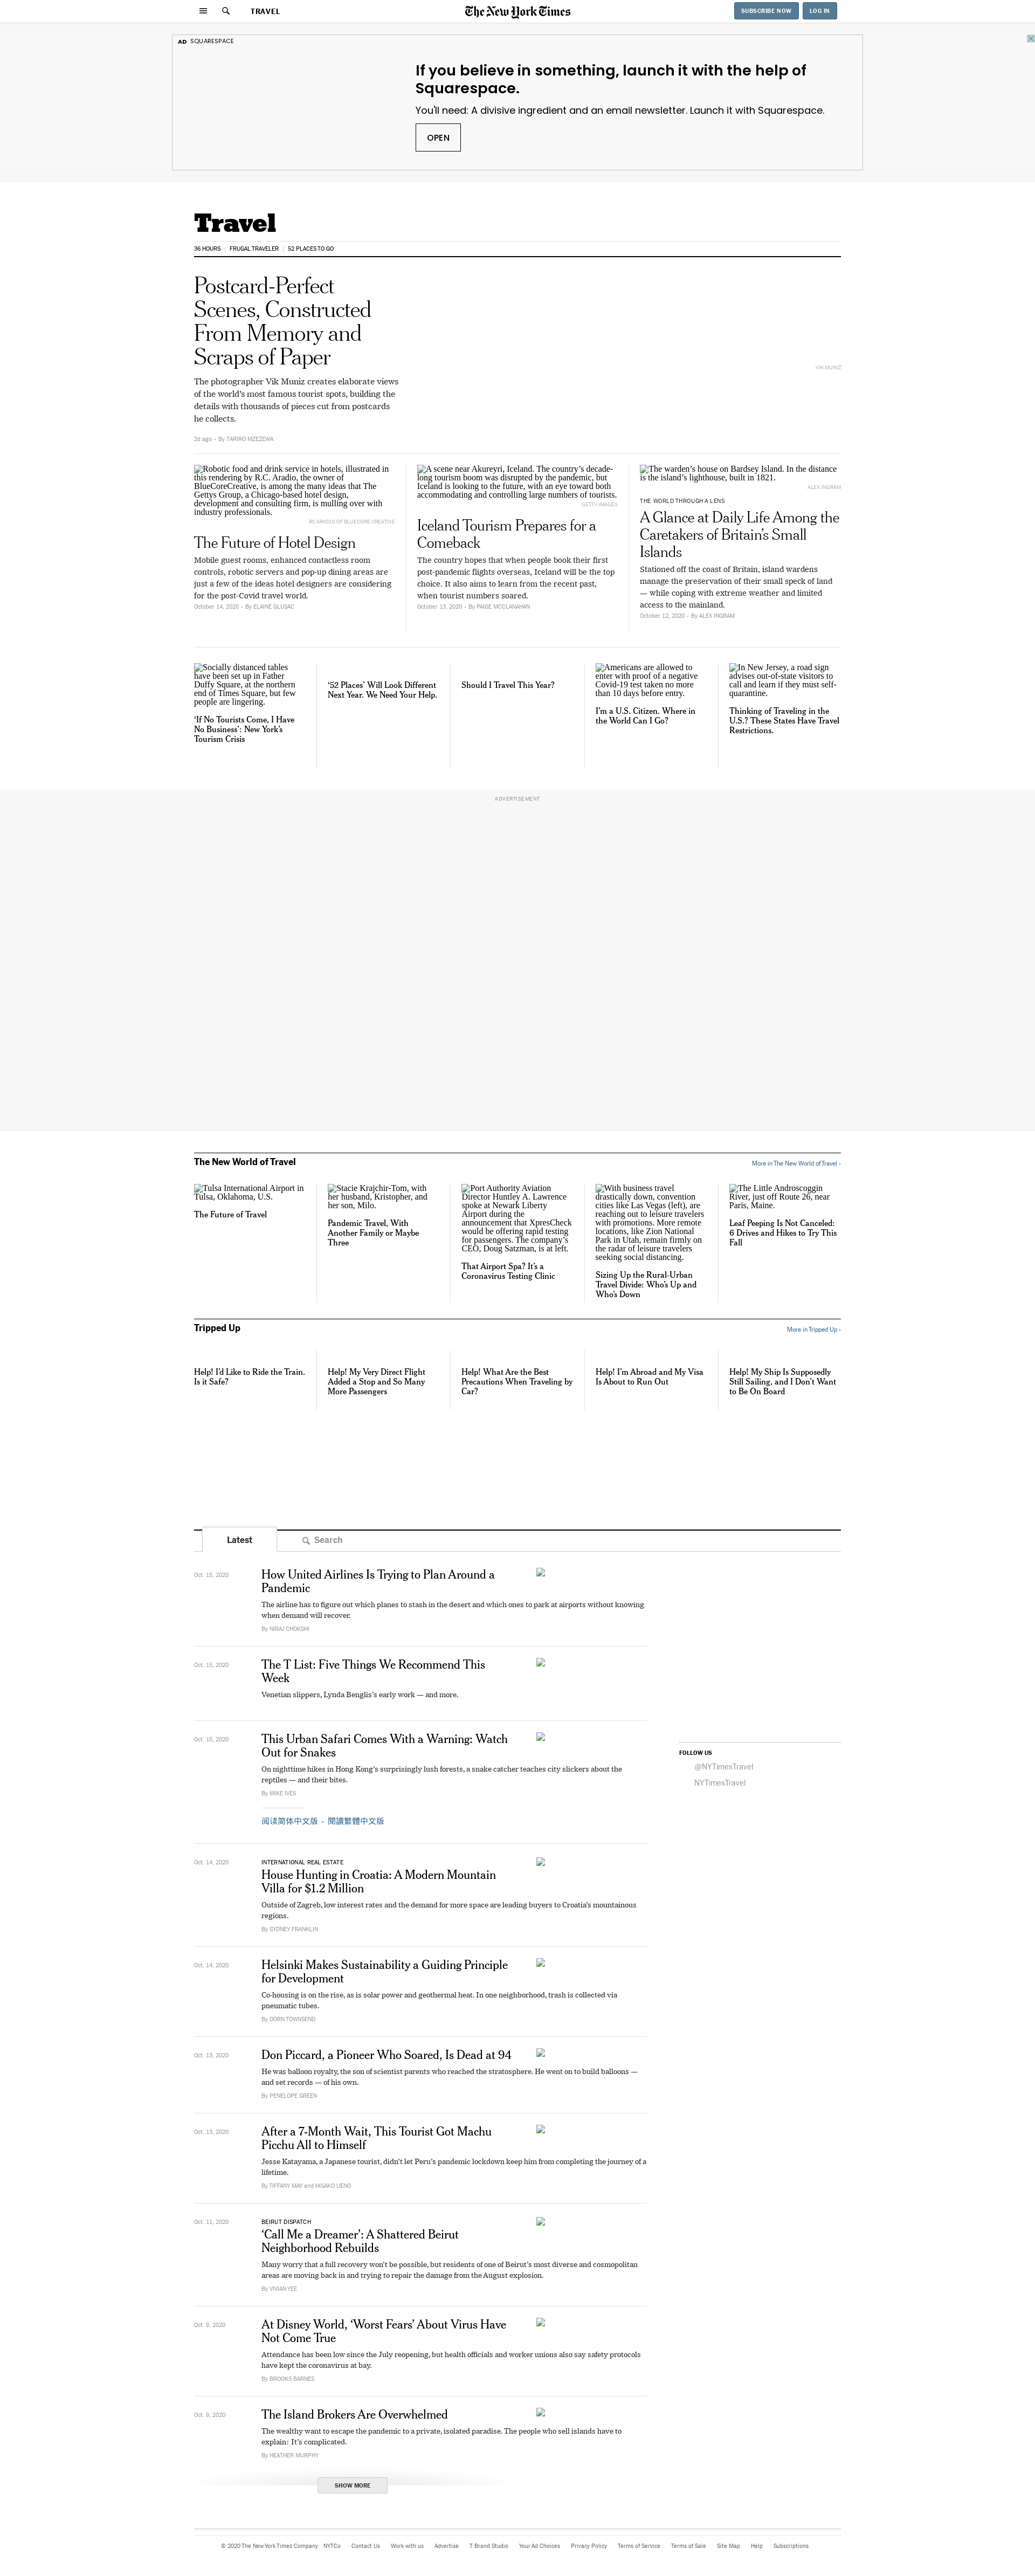 TRAVEL
The New York Times
SUBSCRIBE NOW
LOG IN
AD SQUARESPACE
If you believe in something, launch it with the help of
Squarespace.
You'll need: A divisive ingredient and an email newsletter. Launch it with Squarespace.
OPEN
Travel
36 HOURS
FRUGAL TRAVELER
52 PLACES TO GO
Postcard-Perfect
Scenes, Constructed
From Memory and
Scraps of Paper
The photographer Vik Muniz creates elaborate views
of the world's most famous tourist spots, building the
details with thousands of pieces cut from postcards
he collects.
2d ago - By TARIRO MZEZEWA
VIK MUNIZ
Robotic food and drink service in hotels, illustrated in
this rendering by R.C. Aradio, the owner of
BlueCoreCreative, is among the many ideas that The
Gettys Group, a Chicago-based hotel design,
development and consulting firm, is mulling over with
industry professionals.
RC ARADIO OF BLUECORE CREATIVE
The Future of Hotel Design
Mobile guest rooms, enhanced contactless room
controls, robotic servers and pop-up dining areas are
just a few of the ideas hotel designers are considering
for the post-Covid travel world.
October 14, 2020 - By ELAINE GLUSAC
A scene near Akureyri, Iceland. The country's decade-
long tourism boom was disrupted by the pandemic, but
Iceland is looking to the future, with an eye toward both
accommodating and controlling large numbers of tourists.
GETTY IMAGES
Iceland Tourism Prepares for a
Comeback
The country hopes that when people book their first
post-pandemic flights overseas, Iceland will be the top
choice. It also aims to learn from the recent past,
when tourist numbers soared.
October 13, 2020 - By PAIGE MCCLANAHAN
The warden's house on Bardsey Island. In the distance
is the island's lighthouse, built in 1821.
ALEX INGRAM
THE WORLD THROUGH A LENS
A Glance at Daily Life Among the
Caretakers of Britain's Small
Islands
Stationed off the coast of Britain, island wardens
manage the preservation of their small speck of land
— while coping with extreme weather and limited
access to the mainland.
October 12, 2020 - By ALEX INGRAM
Socially distanced tables
have been set up in Father
Duffy Square, at the northern
end of Times Square, but few
people are lingering.
'If No Tourists Come, I Have
No Business': New York's
Tourism Crisis
'52 Places' Will Look Different
Next Year. We Need Your Help.
Should I Travel This Year?
Americans are allowed to
enter with proof of a negative
Covid-19 test taken no more
than 10 days before entry.
I'm a U.S. Citizen. Where in
the World Can I Go?
In New Jersey, a road sign
advises out-of-state visitors to
call and learn if they must self-
quarantine.
Thinking of Traveling in the
U.S.? These States Have Travel
Restrictions.
ADVERTISEMENT
The New World of Travel
More in The New World of Travel ›
Tulsa International Airport in
Tulsa, Oklahoma, U.S.
The Future of Travel
Stacie Krajchir-Tom, with
her husband, Kristopher, and
her son, Milo.
Pandemic Travel, With
Another Family or Maybe
Three
Port Authority Aviation
Director Huntley A. Lawrence
spoke at Newark Liberty
Airport during the
announcement that XpresCheck
would be offering rapid testing
for passengers. The company's
CEO, Doug Satzman, is at left.
That Airport Spa? It's a
Coronavirus Testing Clinic
With business travel
drastically down, convention
cities like Las Vegas (left), are
reaching out to leisure travelers
with promotions. More remote
locations, like Zion National
Park in Utah, remain firmly on
the radar of leisure travelers
seeking social distancing.
Sizing Up the Rural-Urban
Travel Divide: Who's Up and
Who's Down
The Little Androscoggin
River, just off Route 26, near
Paris, Maine.
Leaf Peeping Is Not Canceled:
6 Drives and Hikes to Try This
Fall
Tripped Up
More in Tripped Up ›
Help! I'd Like to Ride the Train.
Is it Safe?
Help! My Very Direct Flight
Added a Stop and So Many
More Passengers
Help! What Are the Best
Precautions When Traveling by
Car?
Help! I'm Abroad and My Visa
Is About to Run Out
Help! My Ship Is Supposedly
Still Sailing, and I Don't Want
to Be On Board
Latest
Search
Oct. 15, 2020
How United Airlines Is Trying to Plan Around a
Pandemic
The airline has to figure out which planes to stash in the desert and which ones to park at airports without knowing
when demand will recover.
By NIRAJ CHOKSHI
Oct. 15, 2020
The T List: Five Things We Recommend This
Week
Venetian slippers, Lynda Benglis's early work — and more.
Oct. 15, 2020
This Urban Safari Comes With a Warning: Watch
Out for Snakes
On nighttime hikes in Hong Kong's surprisingly lush forests, a snake catcher teaches city slickers about the
reptiles — and their bites.
By MIKE IVES
阅读简体中文版 · 閱讀繁體中文版
FOLLOW US
@NYTimesTravel
NYTimesTravel
Oct. 14, 2020
INTERNATIONAL REAL ESTATE
House Hunting in Croatia: A Modern Mountain
Villa for $1.2 Million
Outside of Zagreb, low interest rates and the demand for more space are leading buyers to Croatia's mountainous
regions.
By SYDNEY FRANKLIN
Oct. 14, 2020
Helsinki Makes Sustainability a Guiding Principle
for Development
Co-housing is on the rise, as is solar power and geothermal heat. In one neighborhood, trash is collected via
pneumatic tubes.
By DORN TOWNSEND
Oct. 13, 2020
Don Piccard, a Pioneer Who Soared, Is Dead at 94
He was balloon royalty, the son of scientist parents who reached the stratosphere. He went on to build balloons —
and set records — of his own.
By PENELOPE GREEN
Oct. 13, 2020
After a 7-Month Wait, This Tourist Got Machu
Picchu All to Himself
Jesse Katayama, a Japanese tourist, didn't let Peru's pandemic lockdown keep him from completing the journey of a
lifetime.
By TIFFANY MAY and HISAKO UENO
Oct. 11, 2020
BEIRUT DISPATCH
'Call Me a Dreamer': A Shattered Beirut
Neighborhood Rebuilds
Many worry that a full recovery won't be possible, but residents of one of Beirut's most diverse and cosmopolitan
areas are moving back in and trying to repair the damage from the August explosion.
By VIVIAN YEE
Oct. 9, 2020
At Disney World, 'Worst Fears' About Virus Have
Not Come True
Attendance has been low since the July reopening, but health officials and worker unions also say safety protocols
have kept the coronavirus at bay.
By BROOKS BARNES
Oct. 9, 2020
The Island Brokers Are Overwhelmed
The wealthy want to escape the pandemic to a private, isolated paradise. The people who sell islands have to
explain: It's complicated.
By HEATHER MURPHY
SHOW MORE
© 2020 The New York Times Company NYTCo Contact Us Work with us Advertise T Brand Studio Your Ad Choices Privacy Policy Terms of Service Terms of Sale Site Map Help Subscriptions